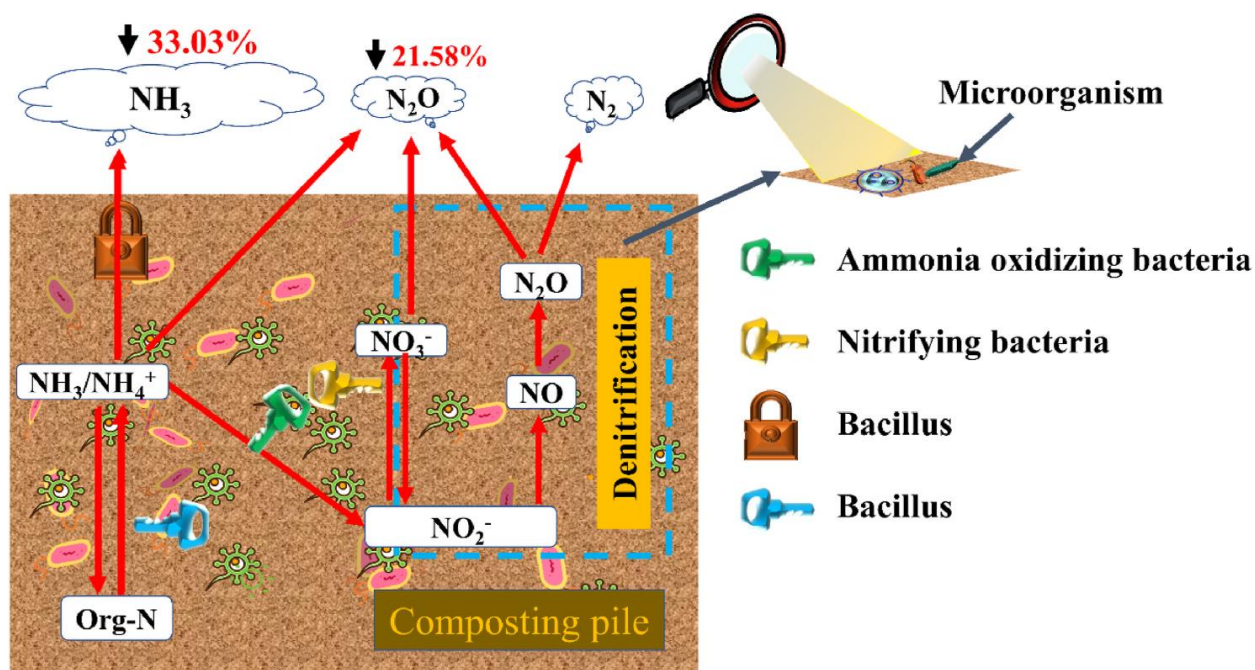 33.03%
21.58%
NH₃
N₂O
N₂
Microorganism
N₂O
Ammonia oxidizing bacteria
NO₃⁻
Nitrifying bacteria
NH₃/NH₄⁺
NO
Denitrification
Bacillus
Bacillus
NO₂⁻
Org-N
Composting pile